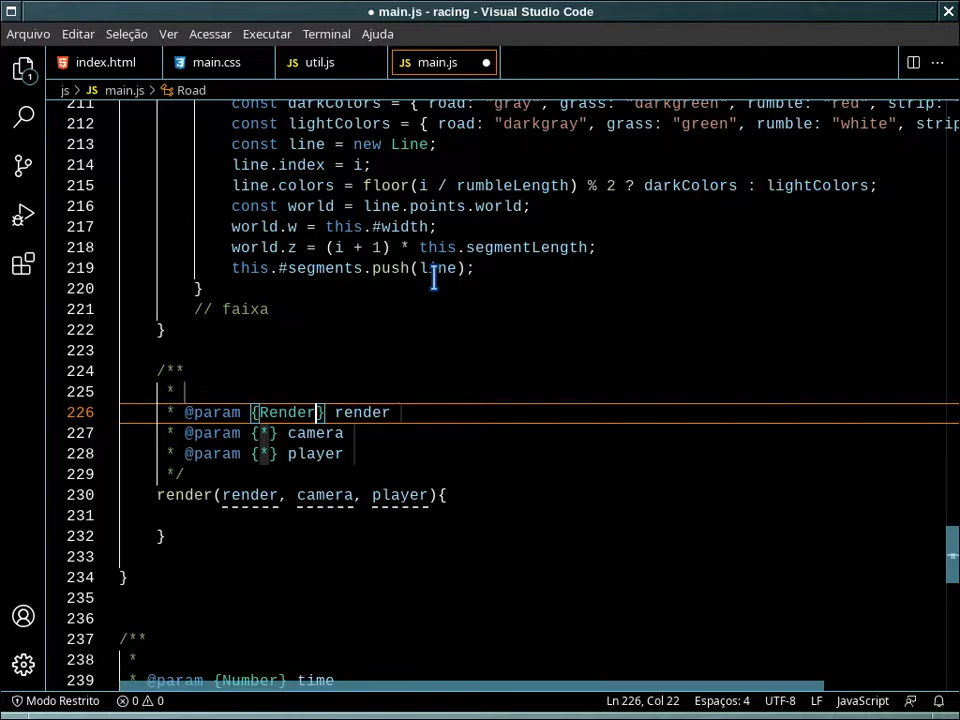 ● main.js - racing - Visual Studio Code
Arquivo Editar Seleção Ver Acessar Executar Terminal Ajuda
index.html main.css JS util.js JS main.js ●
js > JS main.js > Road
211 const darkColors = { road: "gray", grass: "darkgreen", rumble: "red", strip:
212 const lightColors = { road: "darkgray", grass: "green", rumble: "white", strip
213 const line = new Line;
214 line.index = i;
215 line.colors = floor(i / rumbleLength) % 2 ? darkColors : lightColors;
216 const world = line.points.world;
217 world.w = this.#width;
218 world.z = (i + 1) * this.segmentLength;
219 this.#segments.push(line);
220 }
221 // faixa
222 }
223
224 /**
225 *
226 * @param {Render} render
227 * @param {*} camera
228 * @param {*} player
229 */
230 render(render, camera, player){
231
232 }
233
234 }
235
236
237 /**
238 *
239 * @param {Number} time
Modo Restrito 0 0 Ln 226, Col 22 Espaços: 4 UTF-8 LF JavaScript